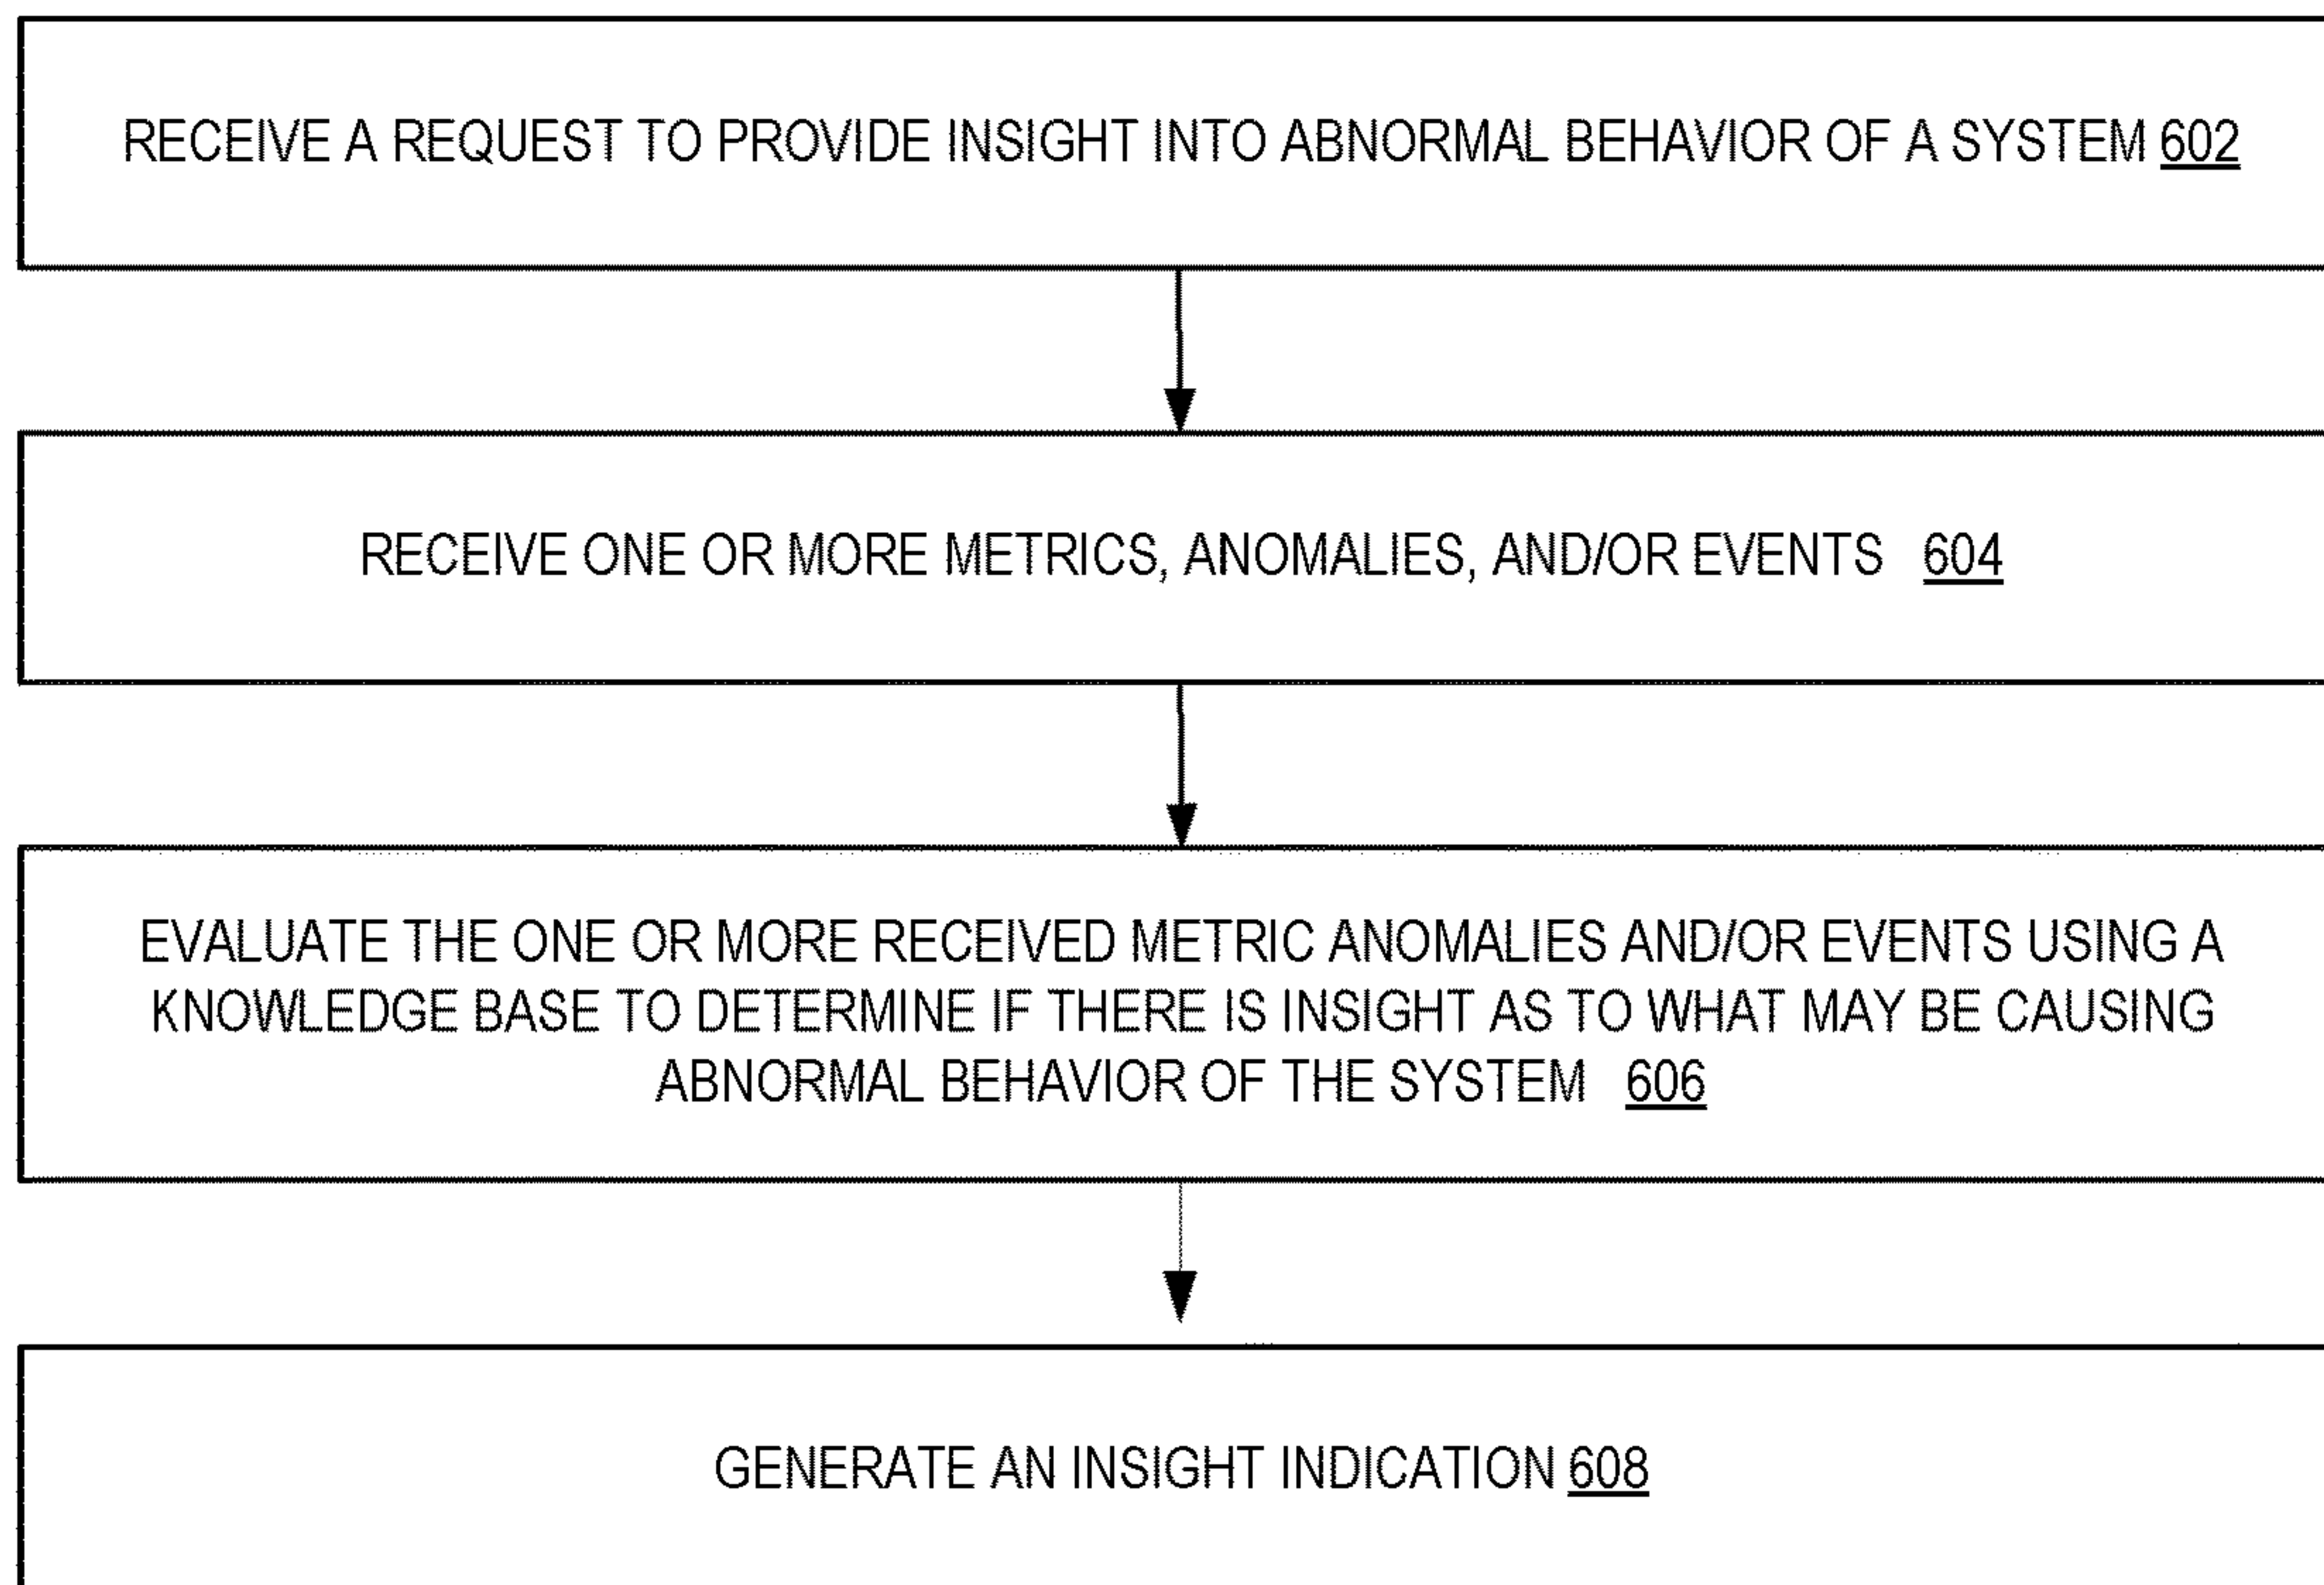 RECEIVE A REQUEST TO PROVIDE INSIGHT INTO ABNORMAL BEHAVIOR OF A SYSTEM 602
RECEIVE ONE OR MORE METRICS, ANOMALIES, AND/OR EVENTS 604
EVALUATE THE ONE OR MORE RECEIVED METRIC ANOMALIES AND/OR EVENTS USING A
KNOWLEDGE BASE TO DETERMINE IF THERE IS INSIGHT AS TO WHAT MAY BE CAUSING
ABNORMAL BEHAVIOR OF THE SYSTEM 606
GENERATE AN INSIGHT INDICATION 608